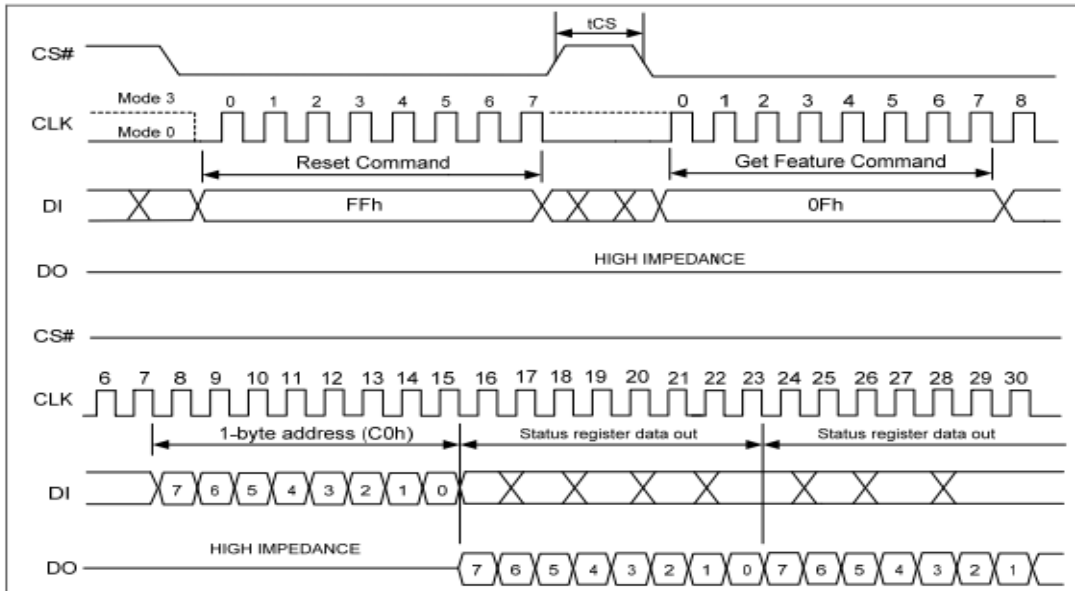 tCS
CS#
Mode 3 0 1 2 3 4 5 6 7 0 1 2 3 4 5 6 7 8
CLK
Mode 0
Reset Command Get Feature Command
DI FFh 0Fh
HIGH IMPEDANCE
DO
CS#
6 7 8 9 10 11 12 13 14 15 16 17 18 19 20 21 22 23 24 25 26 27 28 29 30
CLK
1-byte address (C0h) Status register data out Status register data out
DI 7 6 5 4 3 2 1 0
HIGH IMPEDANCE
DO 7 6 5 4 3 2 1 0 7 6 5 4 3 2 1